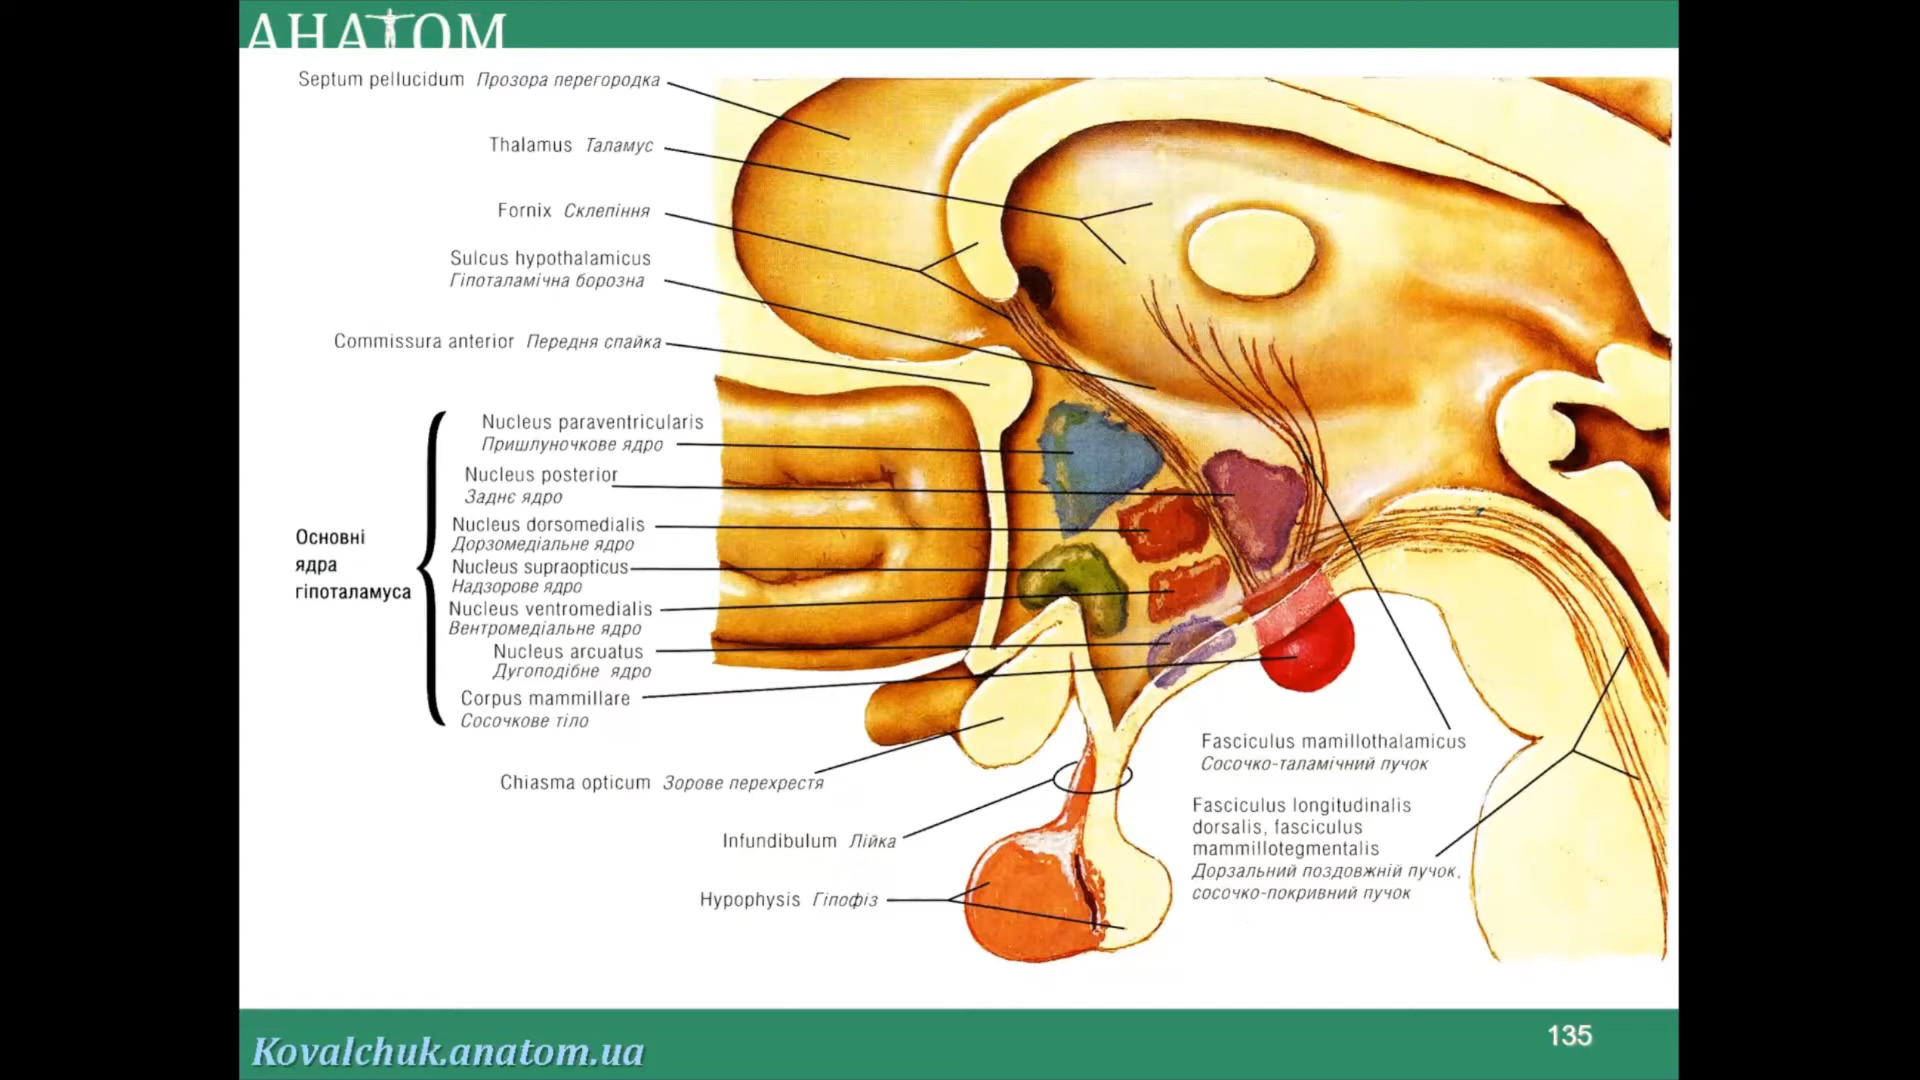 АНАТОМ
Septum pellucidum Прозора перегородка
Thalamus Таламус
Fornix Склепіння
Sulcus hypothalamicus
Гіпоталамічна борозна
Commissura anterior Передня спайка
Основні
ядра
гіпоталамуса
Nucleus paraventricularis
Пришлуночкове ядро
Nucleus posterior
Заднє ядро
Nucleus dorsomedialis
Дорзомедіальне ядро
Nucleus supraopticus
Надзорове ядро
Nucleus ventromedialis
Вентромедіальне ядро
Nucleus arcuatus
Дугоподібне ядро
Corpus mammillare
Сосочкове тіло
Chiasma opticum Зорове перехрестя
Infundibulum Лійка
Hypophysis Гіпофіз
Fasciculus mamillothalamicus
Сосочко-таламічний пучок
Fasciculus longitudinalis
dorsalis, fasciculus
mammillotegmentalis
Дорзальний поздовжній пучок,
сосочко-покривний пучок
Kovalchuk.anatom.ua
135